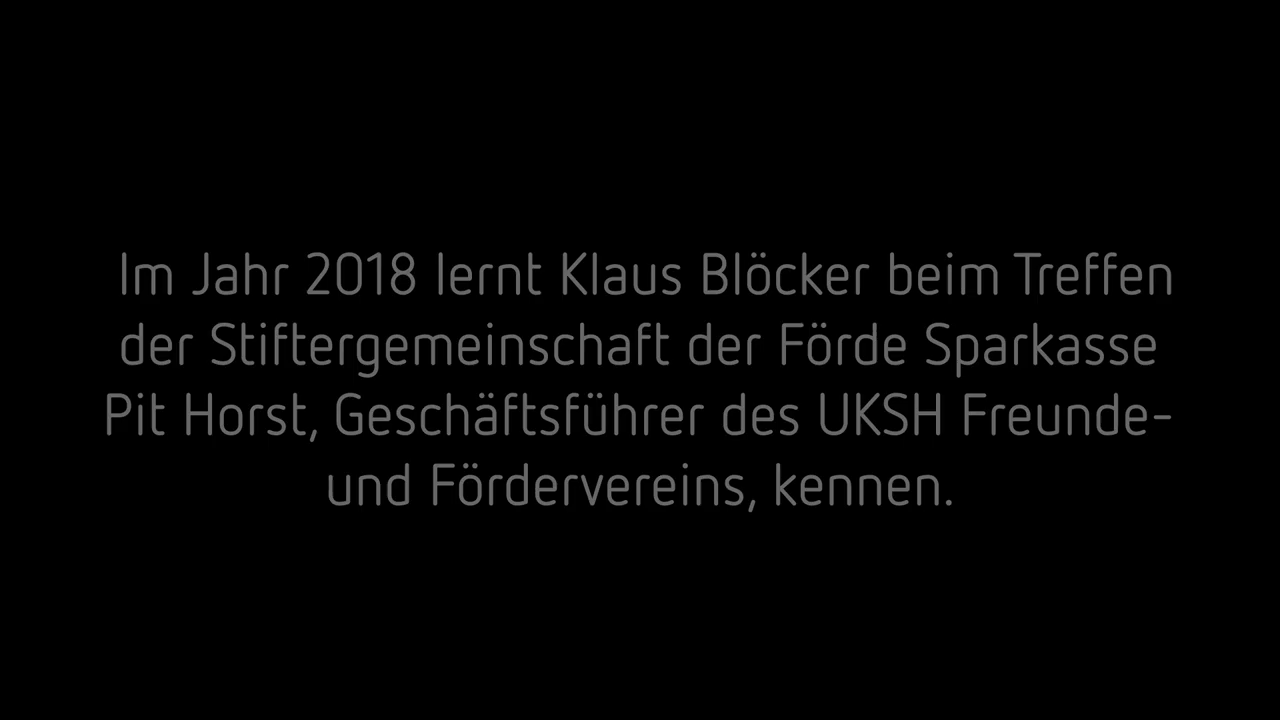 Im Jahr 2018 lernt Klaus Blöcker beim Treffen
der Stiftergemeinschaft der Förde Sparkasse
Pit Horst, Geschäftsführer des UKSH Freunde-
und Fördervereins, kennen.